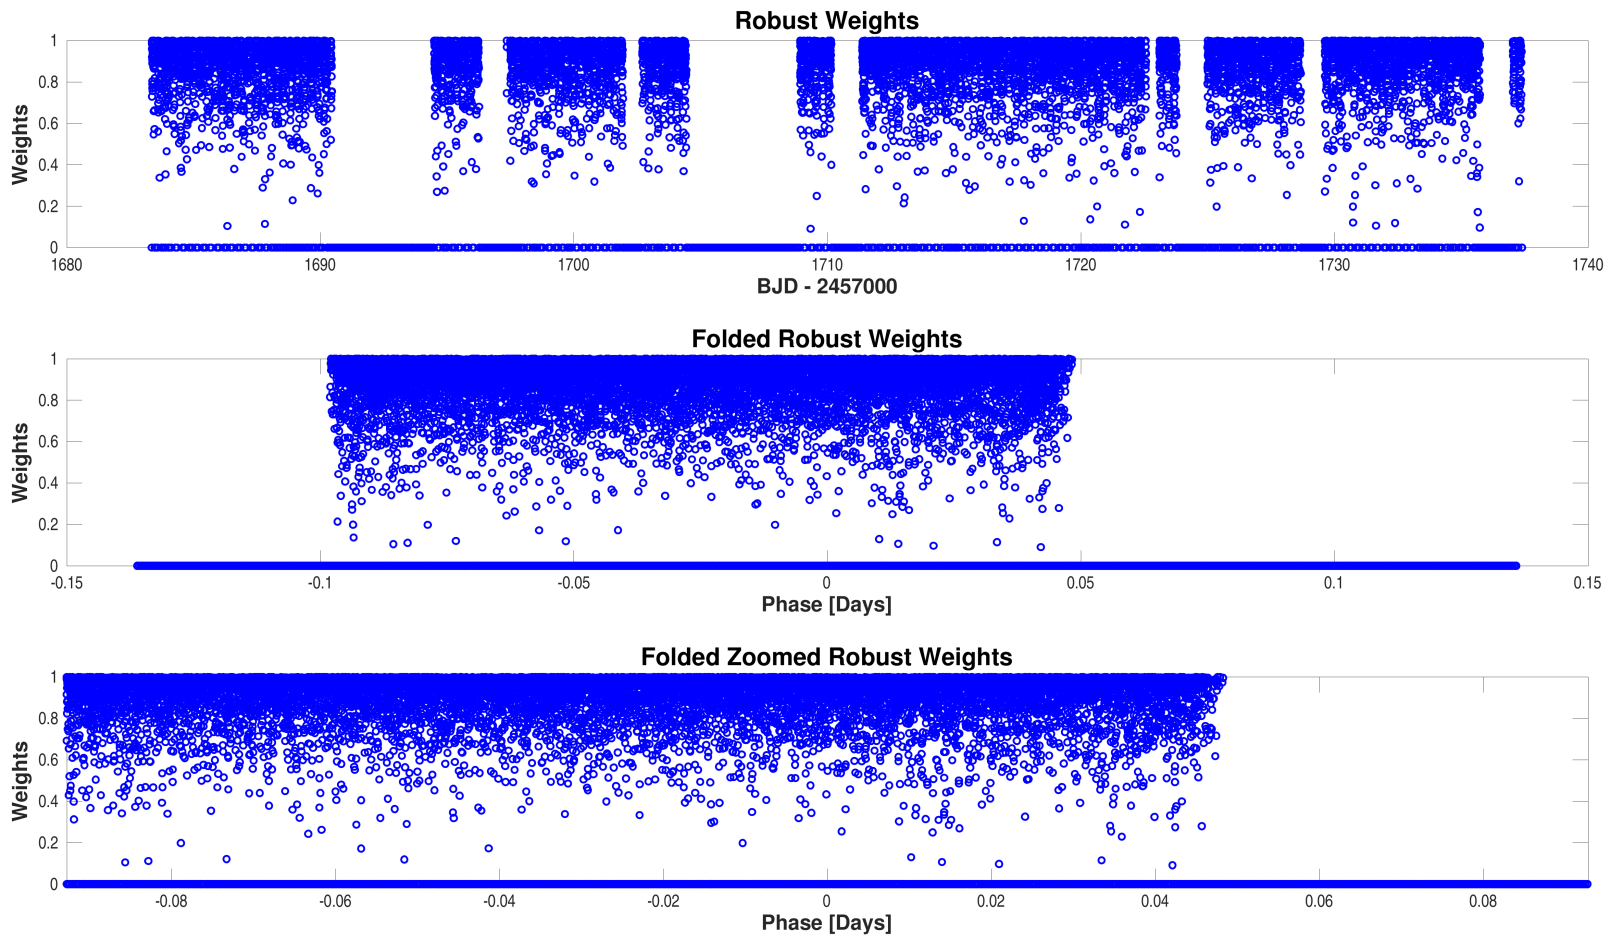 Robust Weights
1
0.8
0.6
0.4
0.2
0
Weights
1680 1690 1700 1710 1720 1730 1740
BJD - 2457000
Folded Robust Weights
1
0.8
0.6
0.4
0.2
0
Weights
-0.15 -0.1 -0.05 0 0.05 0.1 0.15
Phase [Days]
Folded Zoomed Robust Weights
1
0.8
0.6
0.4
0.2
0
Weights
-0.08 -0.06 -0.04 -0.02 0 0.02 0.04 0.06 0.08
Phase [Days]